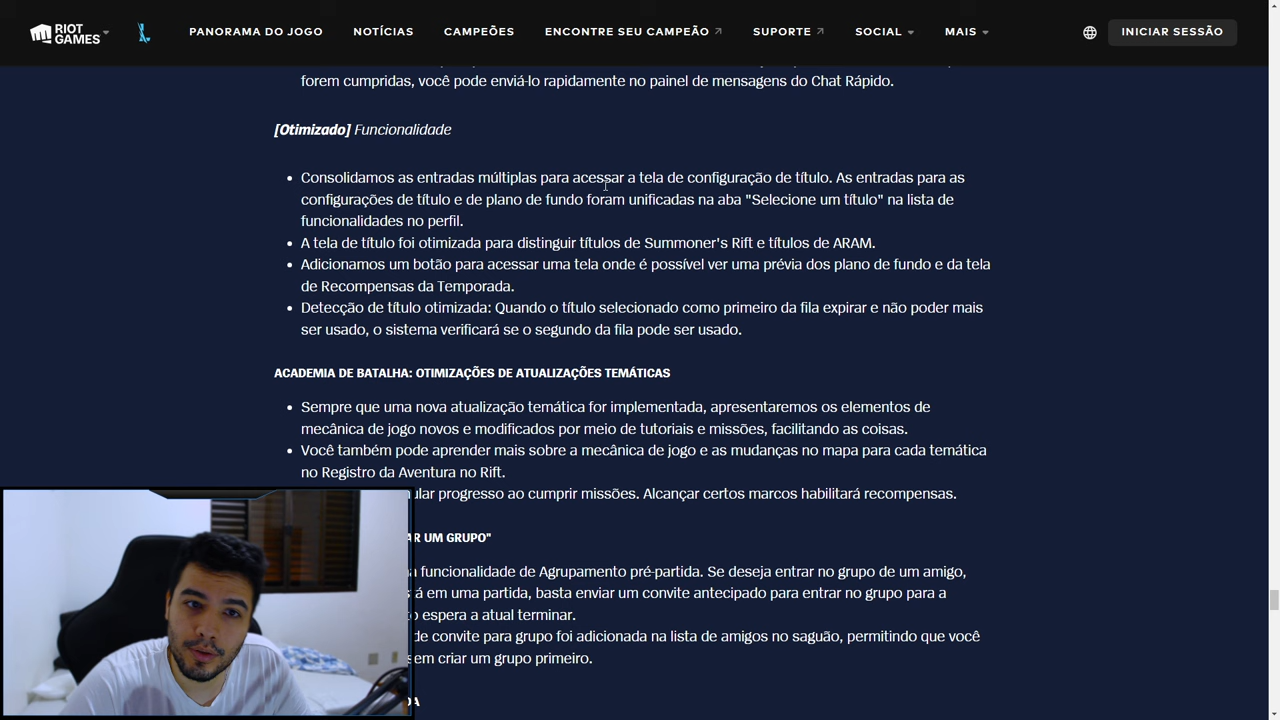 RIOT GAMES PANORAMA DO JOGO NOTÍCIAS CAMPEÕES ENCONTRE SEU CAMPEÃO SUPORTE SOCIAL MAIS INICIAR SESSÃO
forem cumpridas, você pode enviá-lo rapidamente no painel de mensagens do Chat Rápido.
[Otimizado] Funcionalidade
• Consolidamos as entradas múltiplas para acessar a tela de configuração de título. As entradas para as
configurações de título e de plano de fundo foram unificadas na aba "Selecione um título" na lista de
funcionalidades no perfil.
• A tela de título foi otimizada para distinguir títulos de Summoner's Rift e títulos de ARAM.
• Adicionamos um botão para acessar uma tela onde é possível ver uma prévia dos plano de fundo e da tela
de Recompensas da Temporada.
• Detecção de título otimizada: Quando o título selecionado como primeiro da fila expirar e não poder mais
ser usado, o sistema verificará se o segundo da fila pode ser usado.
ACADEMIA DE BATALHA: OTIMIZAÇÕES DE ATUALIZAÇÕES TEMÁTICAS
• Sempre que uma nova atualização temática for implementada, apresentaremos os elementos de
mecânica de jogo novos e modificados por meio de tutoriais e missões, facilitando as coisas.
• Você também pode aprender mais sobre a mecânica de jogo e as mudanças no mapa para cada temática
no Registro da Aventura no Rift.
ular progresso ao cumprir missões. Alcançar certos marcos habilitará recompensas.
AR UM GRUPO"
funcionalidade de Agrupamento pré-partida. Se deseja entrar no grupo de um amigo,
em uma partida, basta enviar um convite antecipado para entrar no grupo para a
espera a atual terminar.
de convite para grupo foi adicionada na lista de amigos no saguão, permitindo que você
sem criar um grupo primeiro.